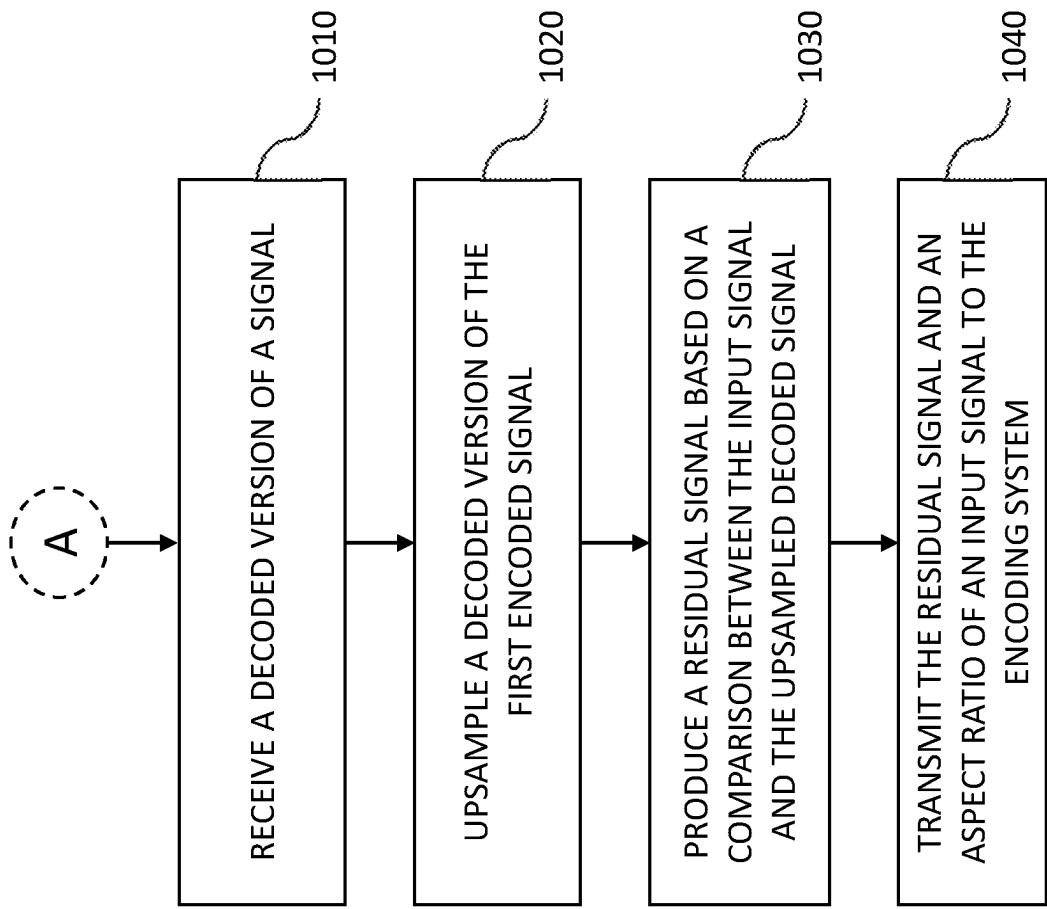 A
RECEIVE A DECODED VERSION OF A SIGNAL
1010
UPSAMPLE A DECODED VERSION OF THE
FIRST ENCODED SIGNAL
1020
PRODUCE A RESIDUAL SIGNAL BASED ON A
COMPARISON BETWEEN THE INPUT SIGNAL
AND THE UPSAMPLED DECODED SIGNAL
1030
TRANSMIT THE RESIDUAL SIGNAL AND AN
ASPECT RATIO OF AN INPUT SIGNAL TO THE
ENCODING SYSTEM
1040